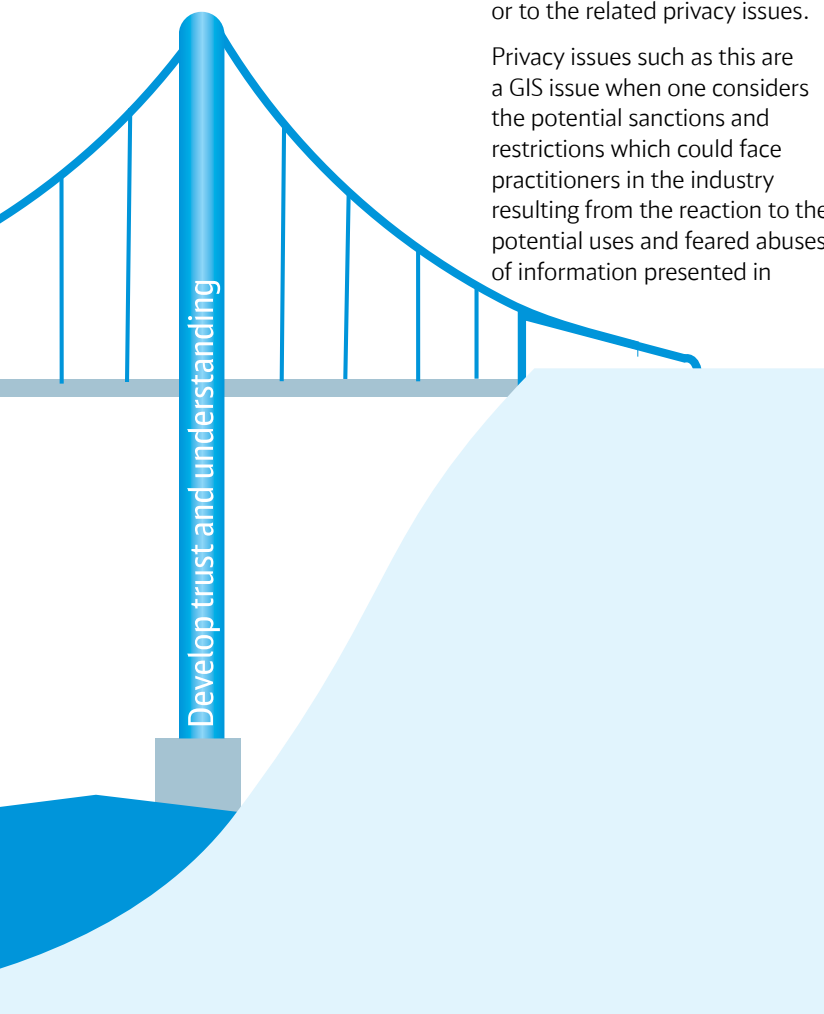 or to the related privacy issues.
Privacy issues such as this are
a GIS issue when one considers
the potential sanctions and
restrictions which could face
practitioners in the industry
resulting from the reaction to the
potential uses and feared abuses
of information presented in
Develop trust and understanding